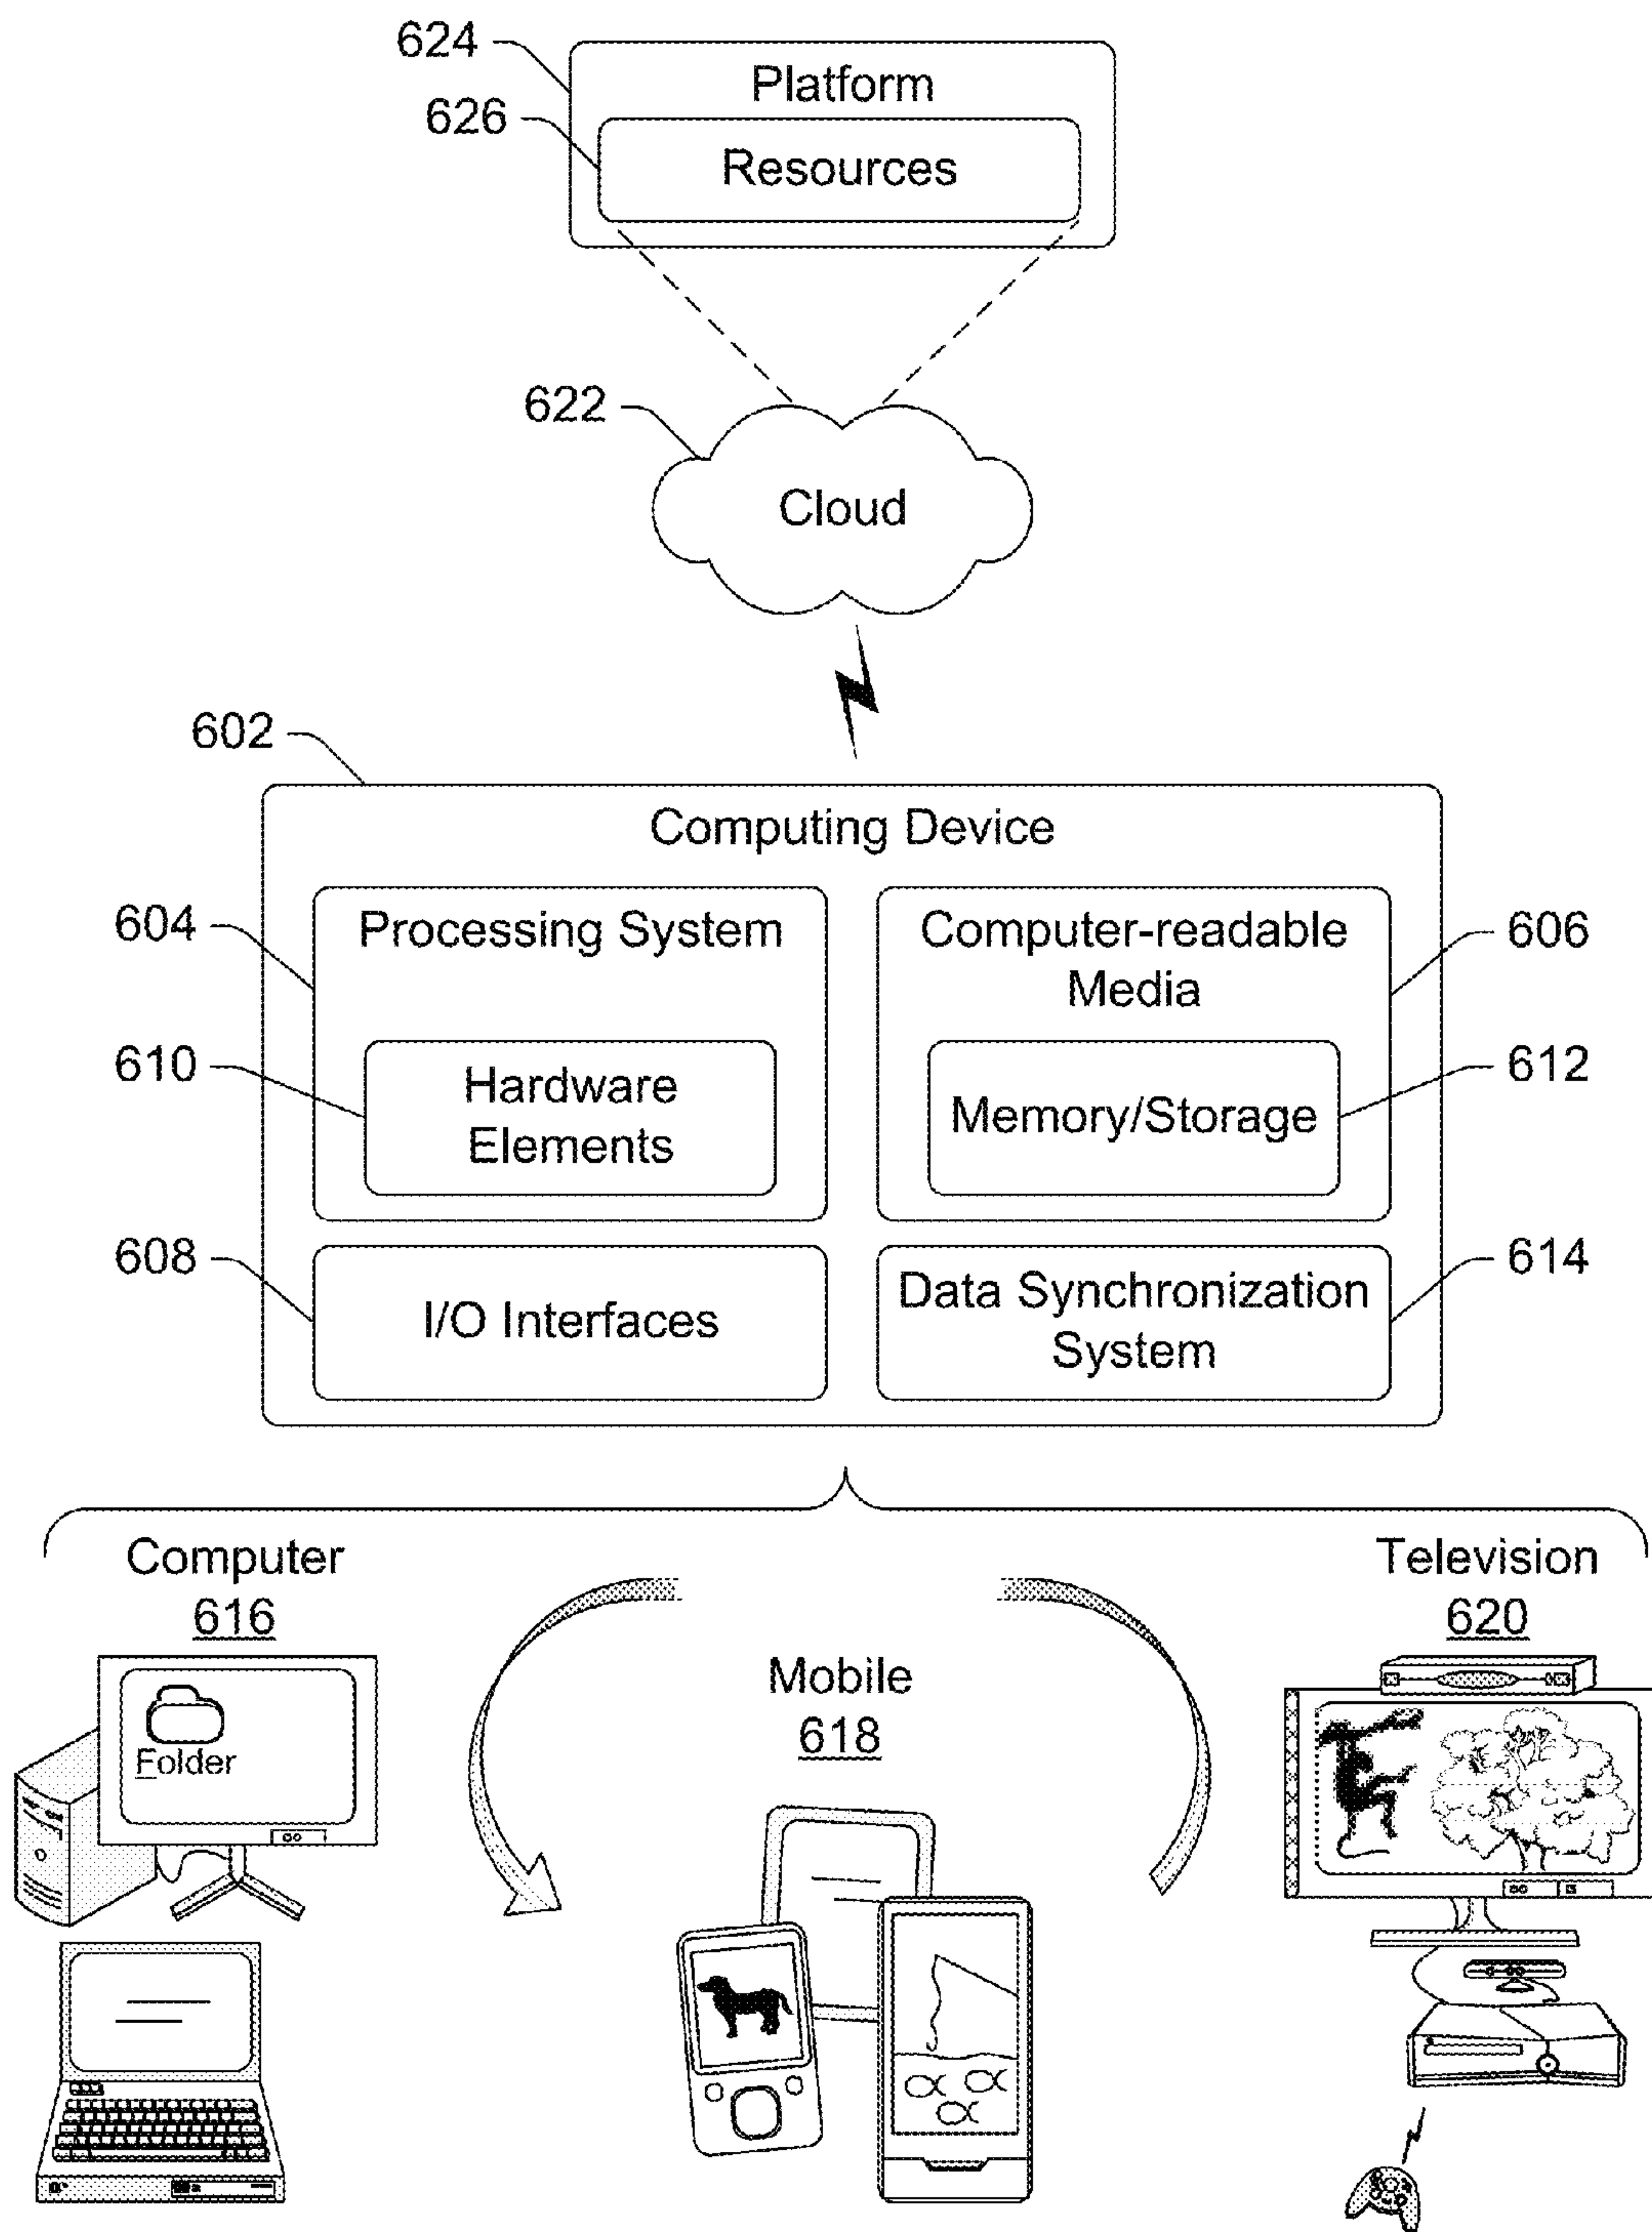 624
Platform
626
Resources
622
Cloud
602
Computing Device
604
Processing System
Computer-readable
Media
606
610
Hardware
Elements
Memory/Storage
612
608
I/O Interfaces
Data Synchronization
System
614
Computer
616
Folder
Mobile
618
Television
620